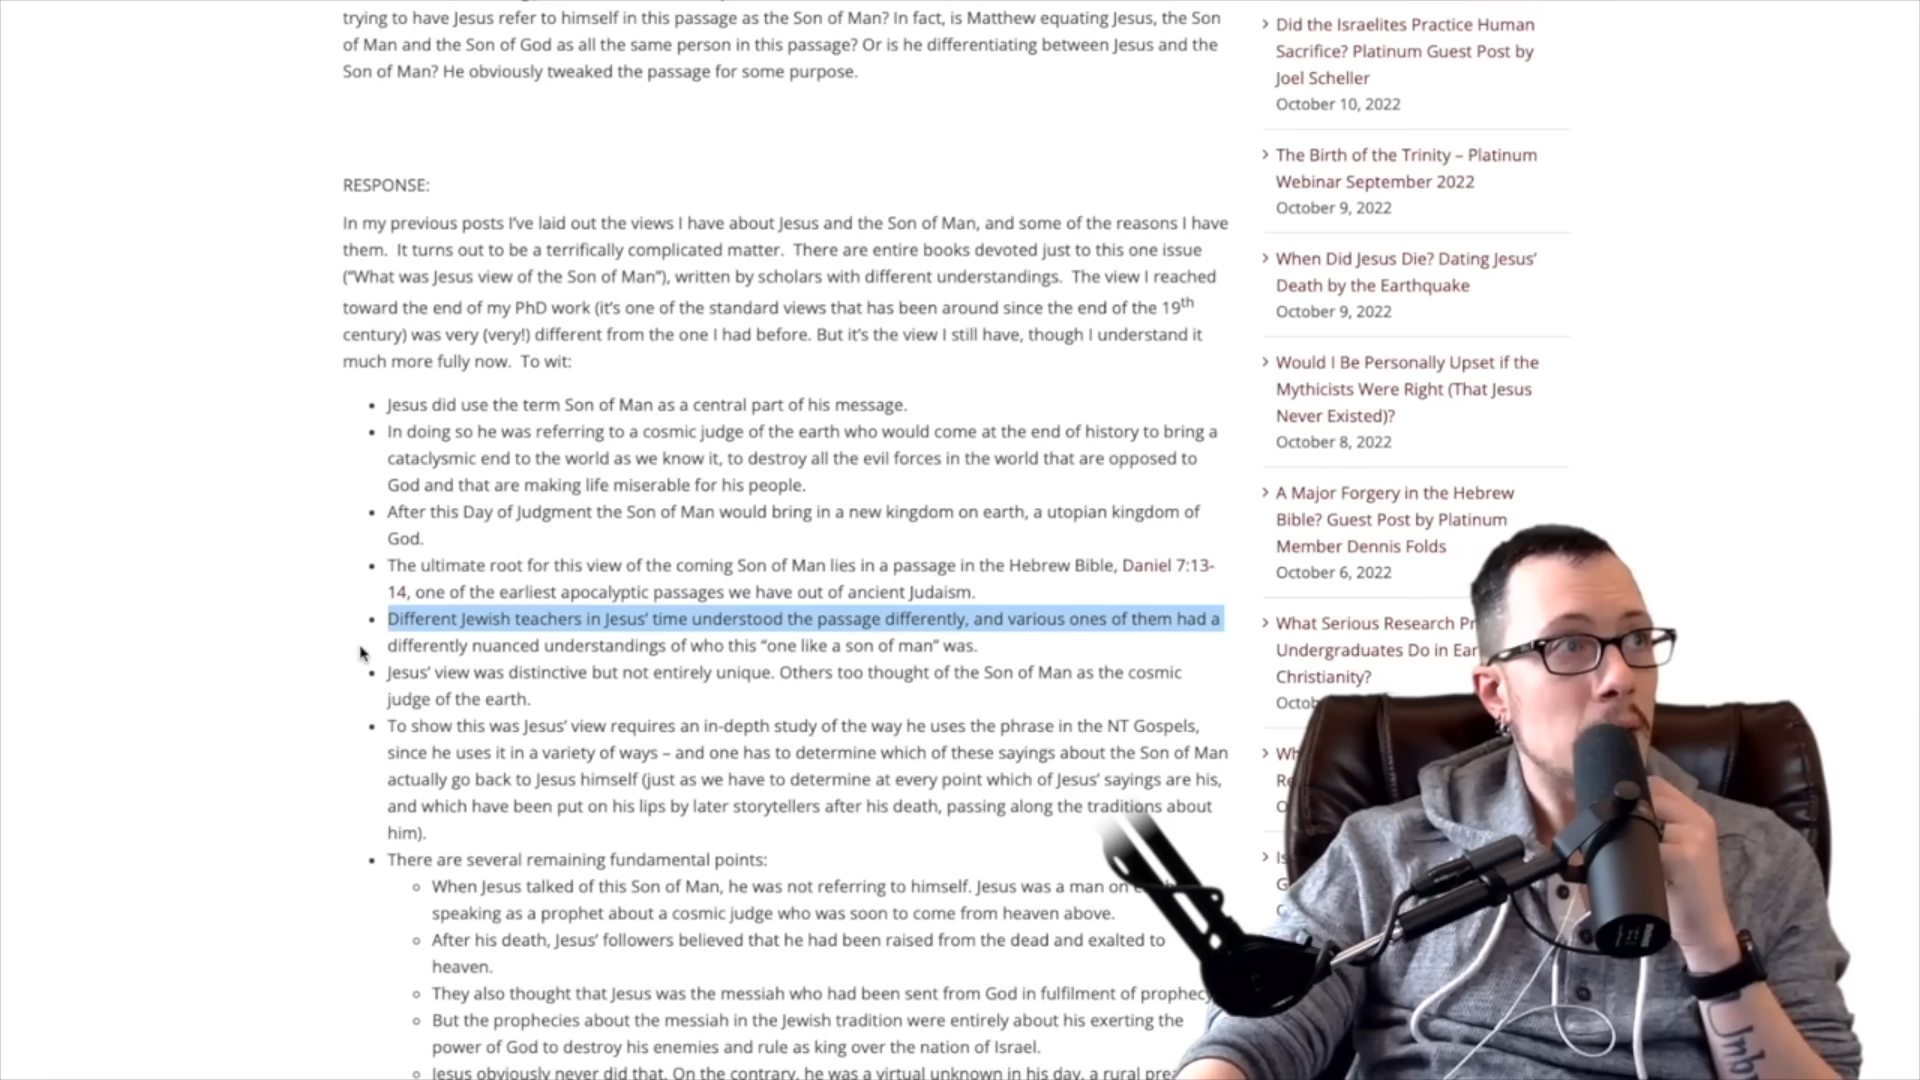 trying to have Jesus refer to himself in this passage as the Son of Man? In fact, is Matthew equating Jesus, the Son
of Man and the Son of God as all the same person in this passage? Or is he differentiating between Jesus and the
Son of Man? He obviously tweaked the passage for some purpose.
RESPONSE:
In my previous posts I’ve laid out the views I have about Jesus and the Son of Man, and some of the reasons I have
them.  It turns out to be a terrifically complicated matter.  There are entire books devoted just to this one issue
(“What was Jesus view of the Son of Man”), written by scholars with different understandings.  The view I reached
toward the end of my PhD work (it’s one of the standard views that has been around since the end of the 19th
century) was very (very!) different from the one I had before. But it’s the view I still have, though I understand it
much more fully now.  To wit:
• Jesus did use the term Son of Man as a central part of his message.
• In doing so he was referring to a cosmic judge of the earth who would come at the end of history to bring a
cataclysmic end to the world as we know it, to destroy all the evil forces in the world that are opposed to
God and that are making life miserable for his people.
• After this Day of Judgment the Son of Man would bring in a new kingdom on earth, a utopian kingdom of
God.
• The ultimate root for this view of the coming Son of Man lies in a passage in the Hebrew Bible, Daniel 7:13-
14, one of the earliest apocalyptic passages we have out of ancient Judaism.
• Different Jewish teachers in Jesus’ time understood the passage differently, and various ones of them had a
differently nuanced understandings of who this “one like a son of man” was.
• Jesus’ view was distinctive but not entirely unique. Others too thought of the Son of Man as the cosmic
judge of the earth.
• To show this was Jesus’ view requires an in-depth study of the way he uses the phrase in the NT Gospels,
since he uses it in a variety of ways – and one has to determine which of these sayings about the Son of Man
actually go back to Jesus himself (just as we have to determine at every point which of Jesus’ sayings are his,
and which have been put on his lips by later storytellers after his death, passing along the traditions about
him).
• There are several remaining fundamental points:
◦ When Jesus talked of this Son of Man, he was not referring to himself. Jesus was a man on
speaking as a prophet about a cosmic judge who was soon to come from heaven above.
◦ After his death, Jesus’ followers believed that he had been raised from the dead and exalted to
heaven.
◦ They also thought that Jesus was the messiah who had been sent from God in fulfilment of prophecy
◦ But the prophecies about the messiah in the Jewish tradition were entirely about his exerting the
power of God to destroy his enemies and rule as king over the nation of Israel.
◦ Jesus obviously never did that. On the contrary, he was a virtual unknown in his day, a rural
Did the Israelites Practice Human
Sacrifice? Platinum Guest Post by
Joel Scheller
October 10, 2022
The Birth of the Trinity – Platinum
Webinar September 2022
October 9, 2022
When Did Jesus Die? Dating Jesus’
Death by the Earthquake
October 9, 2022
Would I Be Personally Upset if the
Mythicists Were Right (That Jesus
Never Existed)?
October 8, 2022
A Major Forgery in the Hebrew
Bible? Guest Post by Platinum
Member Dennis Folds
October 6, 2022
What Serious Research
Undergraduates Do in
Christianity?